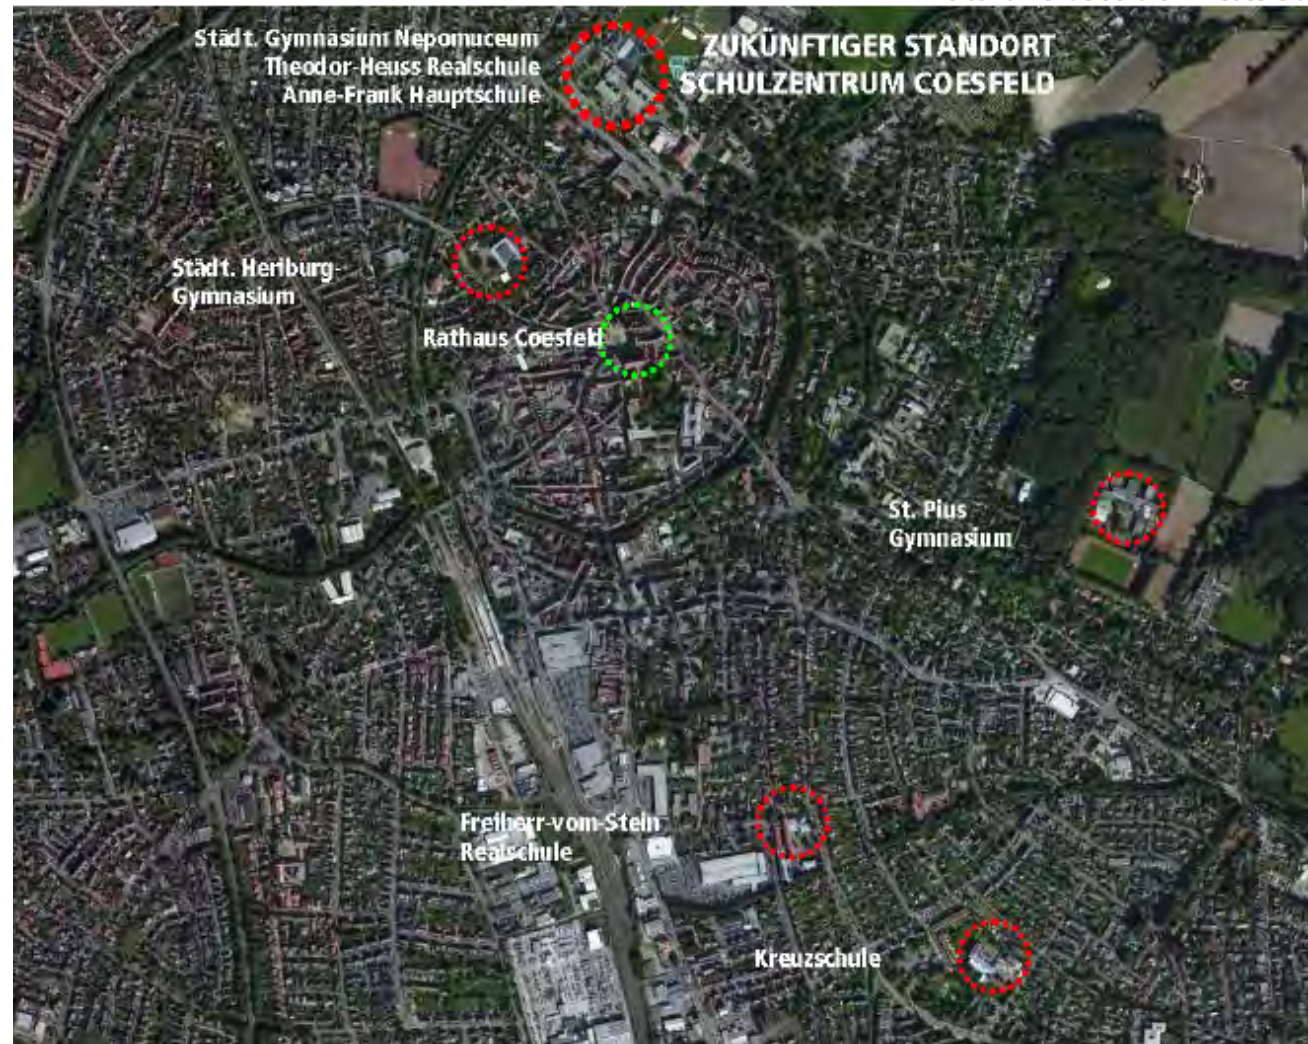 Städt. Gymnasium Nepomuceum
Theodor-Heuss Realschule
Anne-Frank Hauptschule
ZUKÜNFTIGER STANDORT
SCHULZENTRUM COESFELD
Städt. Heriburg-
Gymnasium
Rathaus Coesfeld
St. Pius
Gymnasium
Freiherr-vom-Stein
Realschule
Kreuzschule